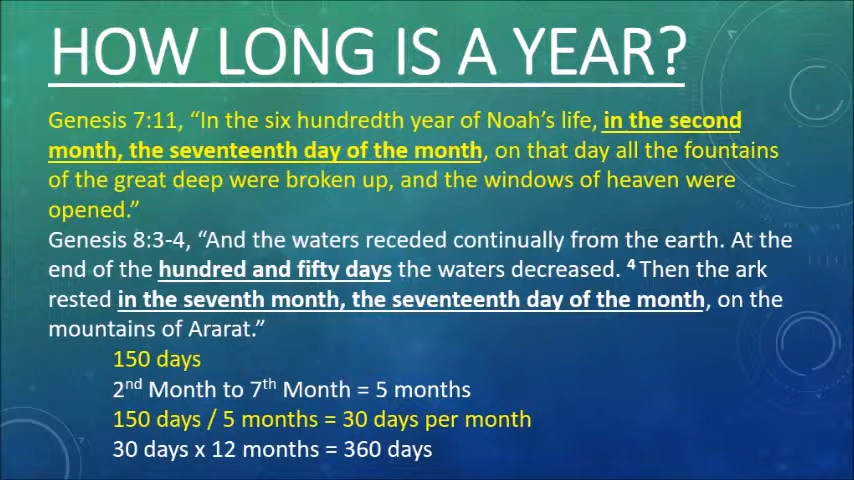 HOW LONG IS A YEAR?
Genesis 7:11, “In the six hundredth year of Noah’s life, in the second
month, the seventeenth day of the month, on that day all the fountains
of the great deep were broken up, and the windows of heaven were
opened.”
Genesis 8:3-4, “And the waters receded continually from the earth. At the
end of the hundred and fifty days the waters decreased. ⁴ Then the ark
rested in the seventh month, the seventeenth day of the month, on the
mountains of Ararat.”
150 days
2nd Month to 7th Month = 5 months
150 days / 5 months = 30 days per month
30 days x 12 months = 360 days